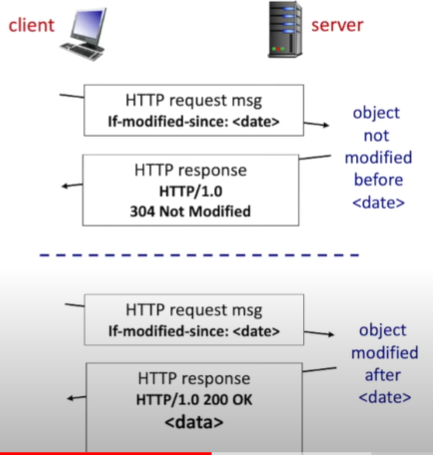 client
server
HTTP request msg
If-modified-since: <date>
object
not
modified
before
<date>
HTTP response
HTTP/1.0
304 Not Modified
HTTP request msg
If-modified-since: <date>
object
modified
after
<date>
HTTP response
HTTP/1.0 200 OK
<data>